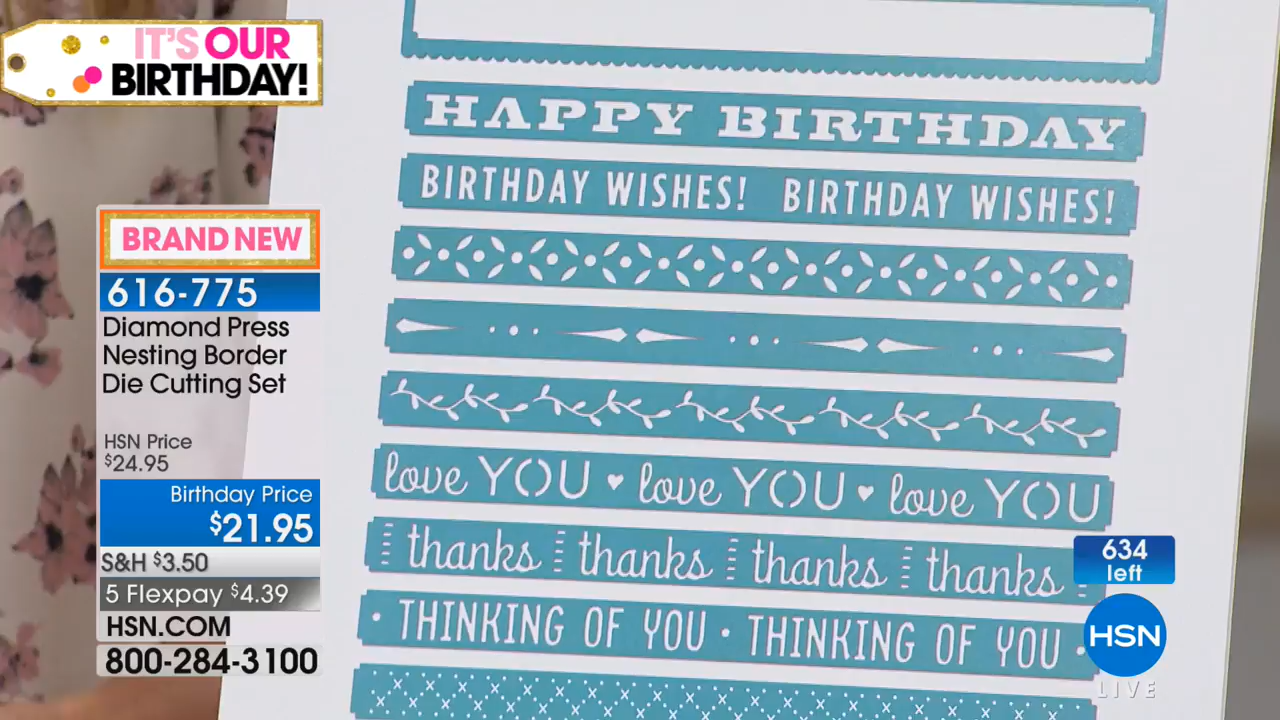 IT'S OUR
BIRTHDAY!
BRAND NEW
616-775
Diamond Press
Nesting Border
Die Cutting Set
HSN Price
$24.95
Birthday Price
$21.95
S&H $3.50
5 Flexpay $4.39
HSN.COM
800-284-3100
HAPPY BIRTHDAY
BIRTHDAY WISHES! BIRTHDAY WISHES!
love YOU ♥ love YOU ♥ love YOU
thanks thanks thanks thanks
• THINKING OF YOU • THINKING OF YOU •
634
left
HSN
LIVE